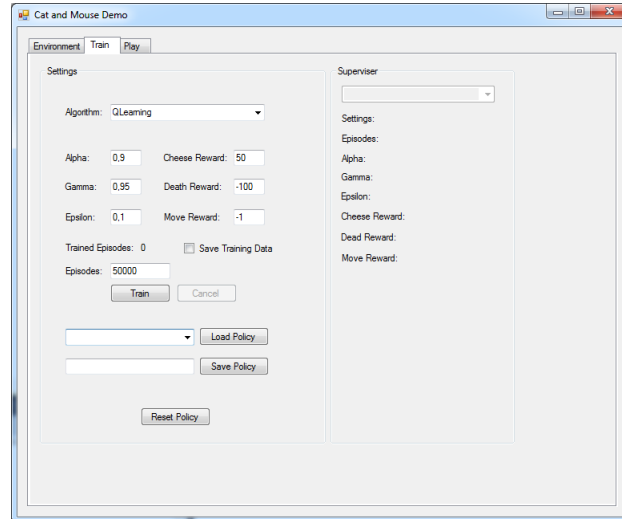 Cat and Mouse Demo
Environment Train Play
Settings
Algorithm: QLearning
Alpha: 0,9 Cheese Reward: 50
Gamma: 0,95 Death Reward: -100
Epsilon: 0,1 Move Reward: -1
Trained Episodes: 0 Save Training Data
Episodes: 50000
Train Cancel
Load Policy
Save Policy
Reset Policy
Superviser
Settings:
Episodes:
Alpha:
Gamma:
Epsilon:
Cheese Reward:
Dead Reward:
Move Reward: